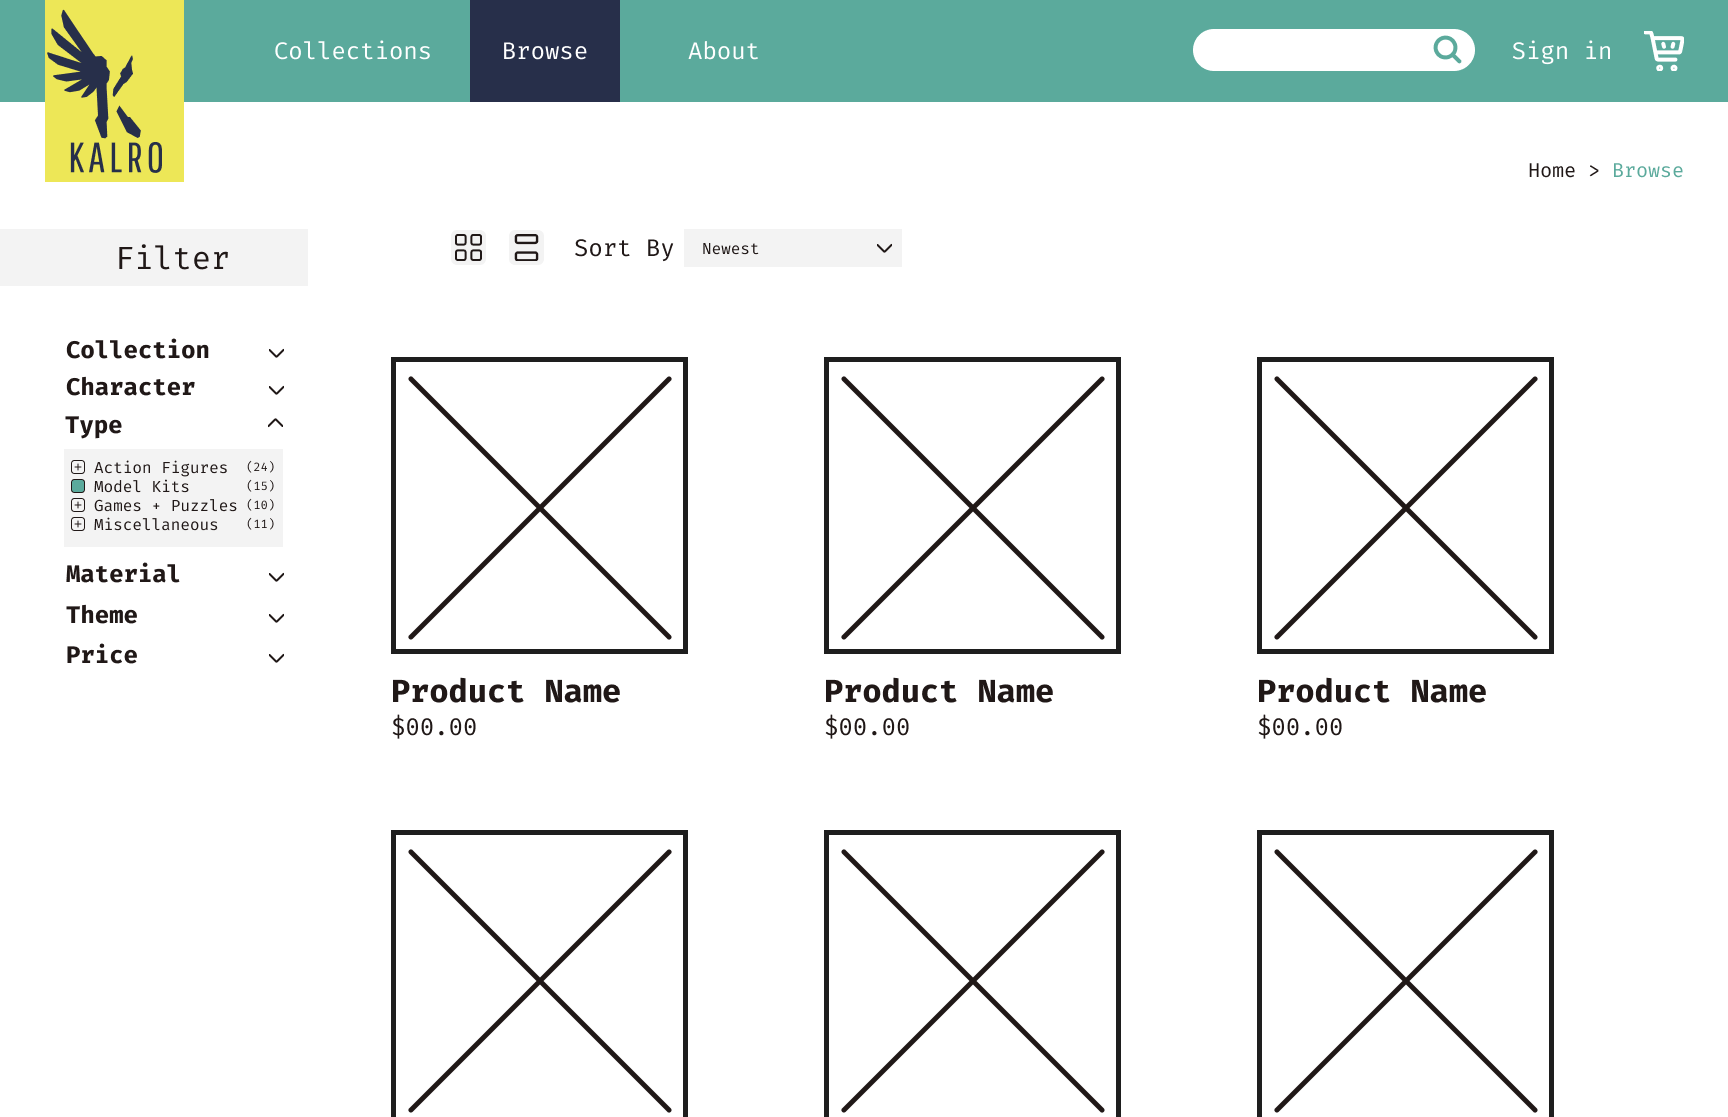 Collections
Browse
About
Sign in
KALRO
Home > Browse
Filter
Sort By
Newest
Collection
Character
Type
Action Figures (24)
Model Kits (15)
Games + Puzzles (10)
Miscellaneous (11)
Material
Theme
Price
Product Name
$00.00
Product Name
$00.00
Product Name
$00.00